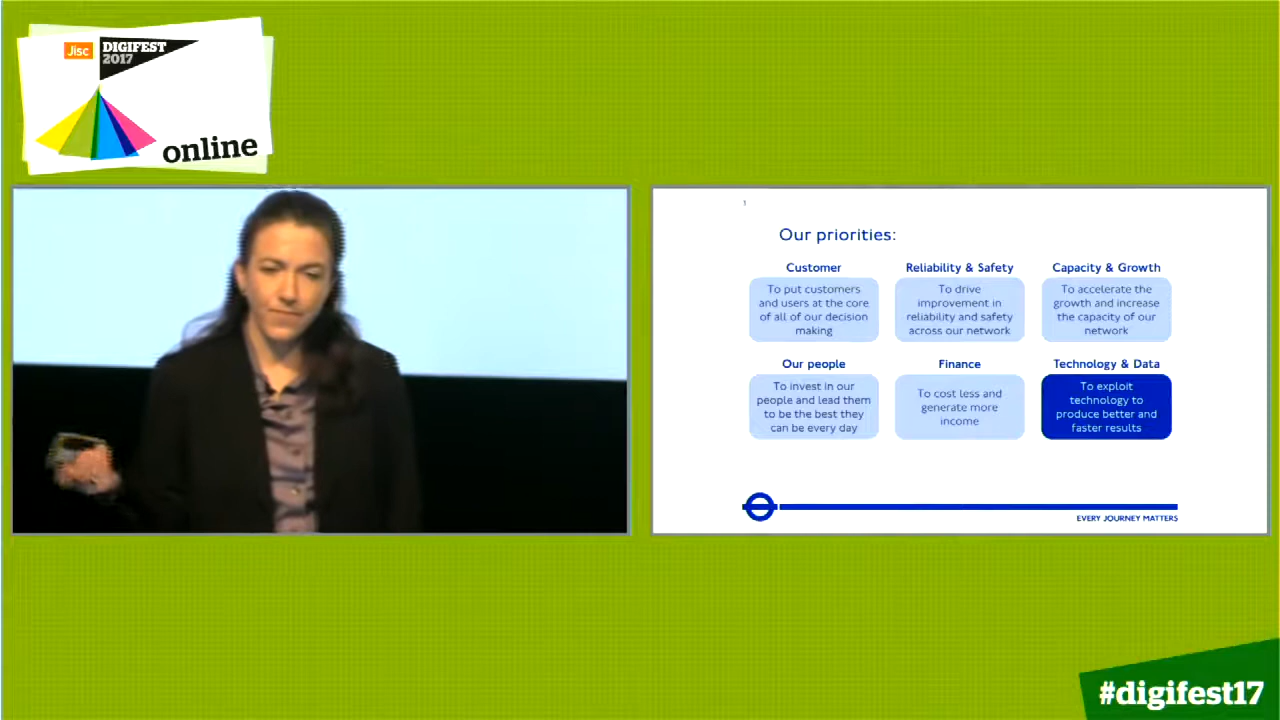 Jisc
DIGIFEST
2017
online
1
Our priorities:
Customer
To put customers
and users at the core
of all of our decision
making
Reliability & Safety
To drive
improvement in
reliability and safety
across our network
Capacity & Growth
To accelerate the
growth and increase
the capacity of our
network
Our people
To invest in our
people and lead them
to be the best they
can be every day
Finance
To cost less and
generate more
income
Technology & Data
To exploit
technology to
produce better and
faster results
EVERY JOURNEY MATTERS
#digifest17